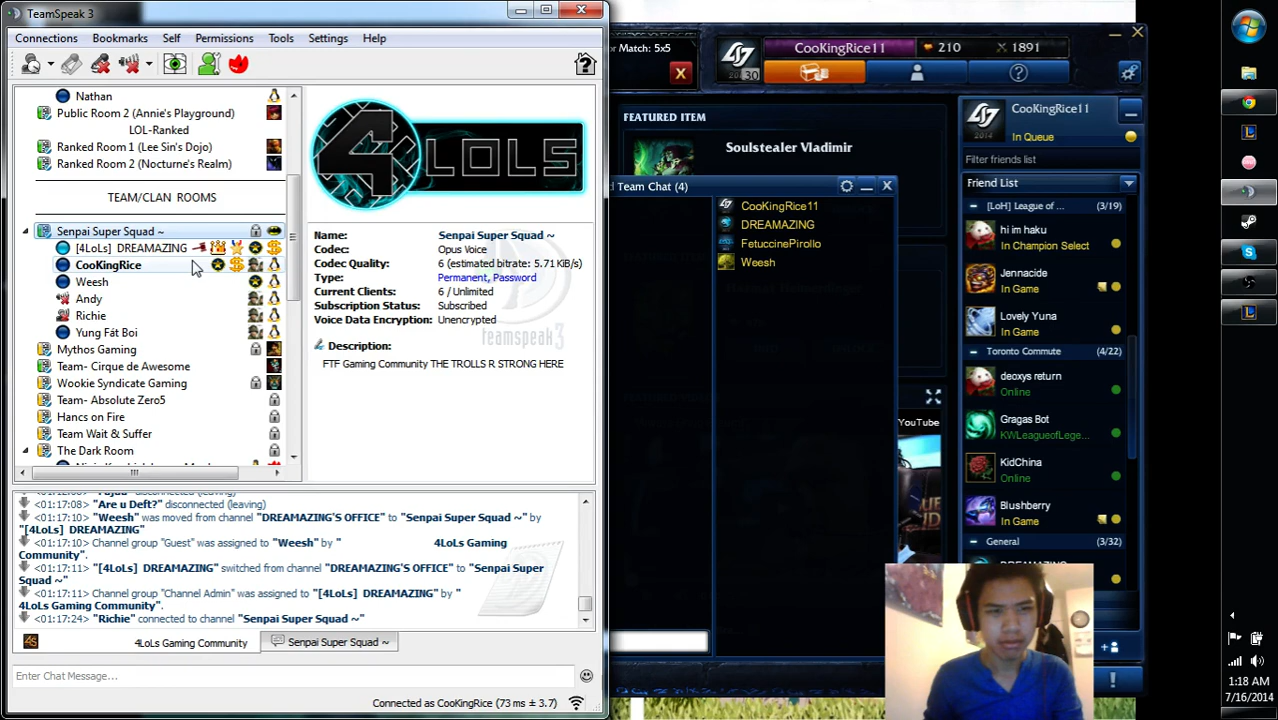 TeamSpeak 3
Connections Bookmarks Self Permissions Tools Settings Help
Nathan
Public Room 2 (Annie's Playground)
LOL-Ranked
Ranked Room 1 (Lee Sin's Dojo)
Ranked Room 2 (Nocturne's Realm)
TEAM/CLAN ROOMS
Senpai Super Squad ~
[4LoLs] DREAMAZING
CooKingRice
Weesh
Andy
Richie
Yung Fát Boi
Mythos Gaming
Team- Cirque de Awesome
Wookie Syndicate Gaming
Team- Absolute Zero5
Hancs on Fire
Team Wait & Suffer
The Dark Room
4LOLS
Name: Senpai Super Squad ~
Codec: Opus Voice
Codec Quality: 6 (estimated bitrate: 5.71 KiB/s)
Type: Permanent, Password
Current Clients: 6 / Unlimited
Subscription Status: Subscribed
Voice Data Encryption: Unencrypted
teamspeak3
Description:
FTF Gaming Community THE TROLLS R STRONG HERE
<01:17:08> "Are u Deft?" disconnected (leaving)
<01:17:10> "Weesh" was moved from channel "DREAMAZING'S OFFICE" to "Senpai Super Squad ~" by
"[4LoLs] DREAMAZING"
<01:17:10> Channel group "Guest" was assigned to "Weesh" by " 4LoLs Gaming
Community".
<01:17:11> "[4LoLs] DREAMAZING" switched from channel "DREAMAZING'S OFFICE" to "Senpai Super
Squad ~"
<01:17:11> Channel group "Channel Admin" was assigned to "[4LoLs] DREAMAZING" by "
4LoLs Gaming Community".
<01:17:24> "Richie" connected to channel "Senpai Super Squad ~"
4LoLs Gaming Community
Senpai Super Squad ~
Enter Chat Message...
Connected as CooKingRice (73 ms ± 3.7)
or Match: 5x5
X
30
CooKingRice11
210
1891
FEATURED ITEM
Soulstealer Vladimir
d Team Chat (4)
CooKingRice11
DREAMAZING
FetuccinePirollo
Weesh
YouTube
2014
CooKingRice11
In Queue
Filter friends list
Friend List
[LoH] League of ... (3/19)
hi im haku
In Champion Select
Jennacide
In Game
Lovely Yuna
In Game
Toronto Commute (4/22)
deoxys return
Online
Gragas Bot
KWLeagueofLege...
KidChina
Online
Blushberry
In Game
General (3/32)
DREAMAZING
1:18 AM
7/16/2014